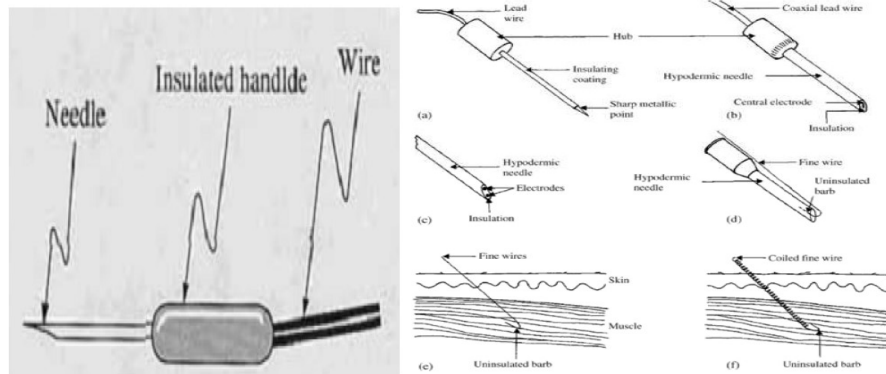 Needle
Insulated handlde
Wire
Lead
wire
Hub
Insulating
coating
Sharp metallic
point
(a)
Coaxial lead wire
Hypodermic needle
Central electrode
Insulation
(b)
Hypodermic
needle
Electrodes
Insulation
(c)
Fine wire
Uninsulated
barb
Hypodermic
needle
(d)
Fine wires
Skin
Muscle
Uninsulated barb
(e)
Coiled fine wire
Uninsulated barb
(f)